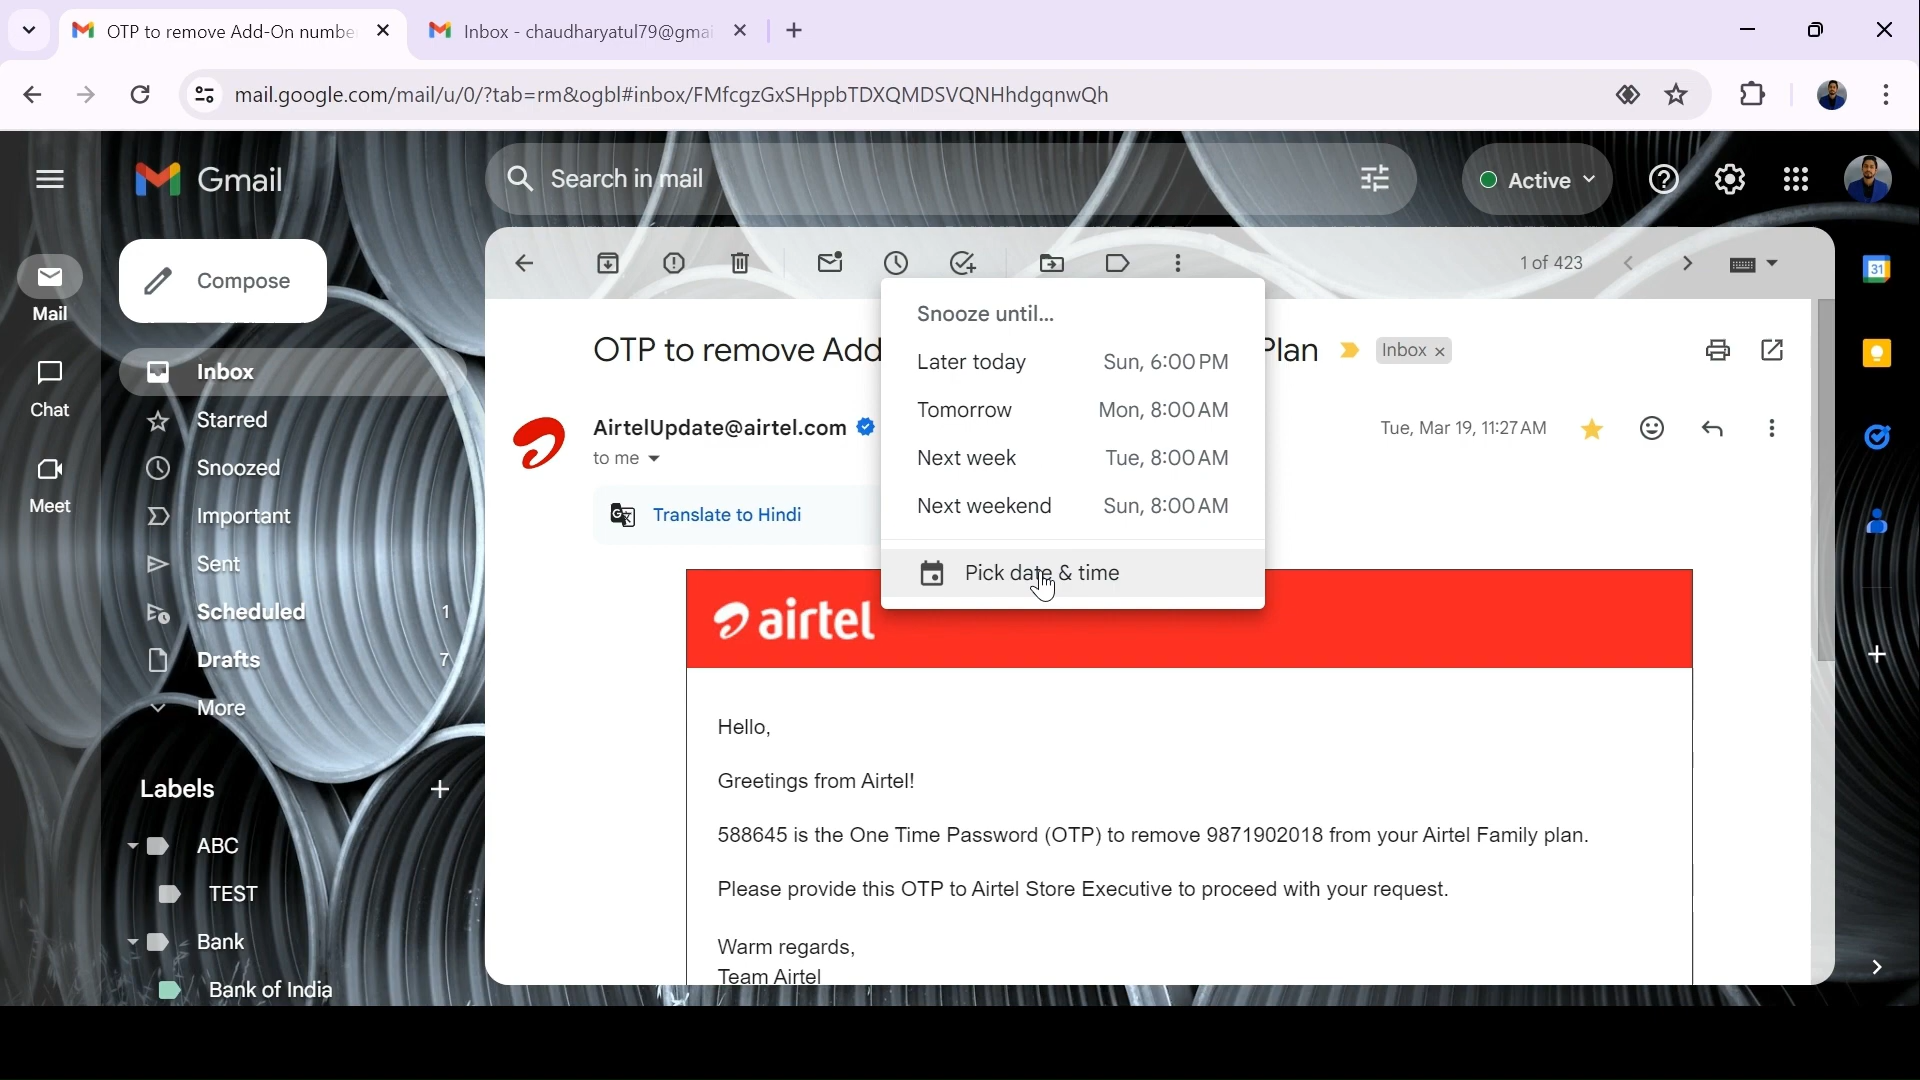 OTP to remove Add-On numbe
Inbox - chaudharyatul79@gmai
mail.google.com/mail/u/0/?tab=rm&ogbl#inbox/FMfcgzGxSHppbTDXQMDSVQNHhdgqnwQh
Gmail
Search in mail
Active
Mail
Chat
Meet
Compose
Inbox
Starred
Snoozed
Important
Sent
Scheduled 1
Drafts 7
More
Labels
ABC
TEST
Bank
Bank of India
1 of 423
31
OTP to remove Add
Plan
Inbox
AirtelUpdate@airtel.com
Tue, Mar 19, 11:27 AM
to me
Translate to Hindi
Snooze until...
Later today Sun, 6:00 PM
Tomorrow Mon, 8:00 AM
Next week Tue, 8:00 AM
Next weekend Sun, 8:00 AM
Pick date & time
airtel
Hello,
Greetings from Airtel!
588645 is the One Time Password (OTP) to remove 9871902018 from your Airtel Family plan.
Please provide this OTP to Airtel Store Executive to proceed with your request.
Warm regards,
Team Airtel